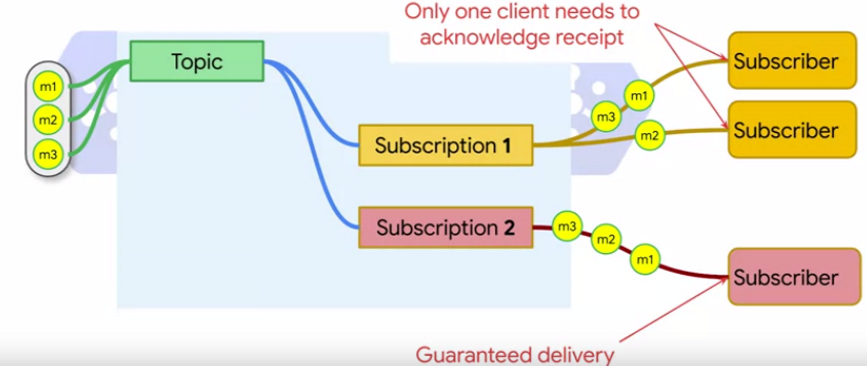 Only one client needs to
acknowledge receipt
Topic
Subscriber
m1
m1
m3
m2
Subscriber
m2
m3
Subscription 1
Subscription 2
m3
m2
m1
Subscriber
Guaranteed delivery